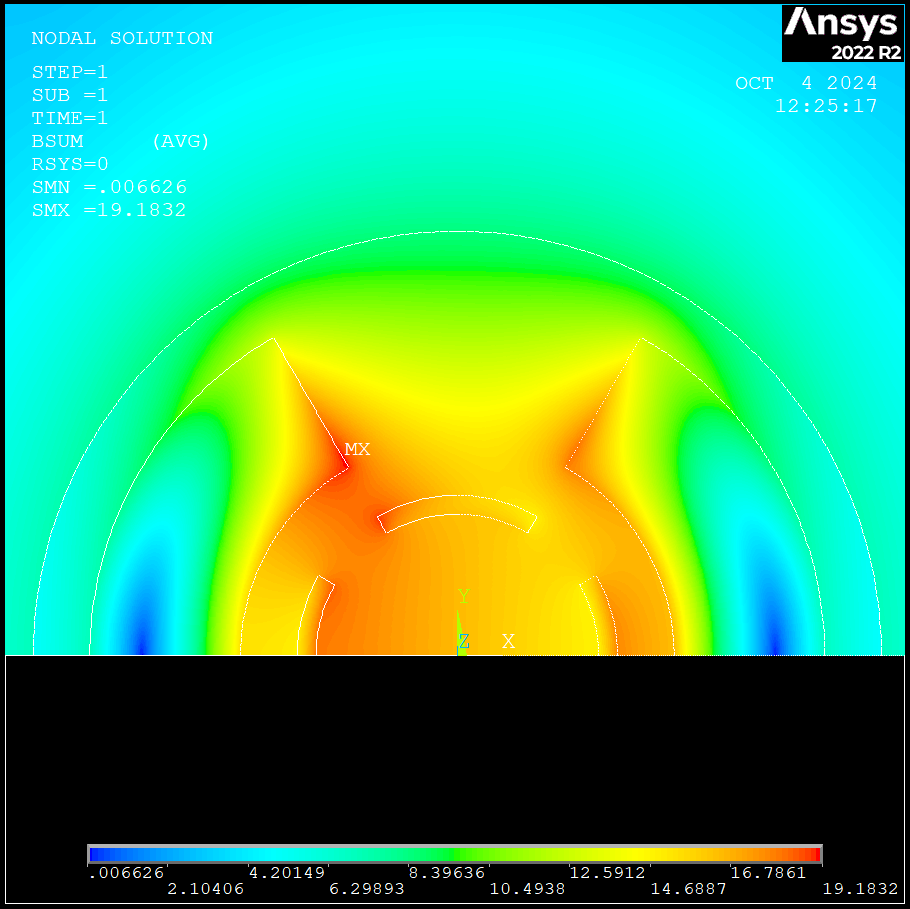 Ansys
2022 R2
NODAL SOLUTION
STEP=1
SUB =1
TIME=1
BSUM (AVG)
RSYS=0
SMN =.006626
SMX =19.1832
OCT 4 2024
12:25:17
MX
Y
Z X
.006626 4.20149 8.39636 12.5912 16.7861
2.10406 6.29893 10.4938 14.6887 19.1832